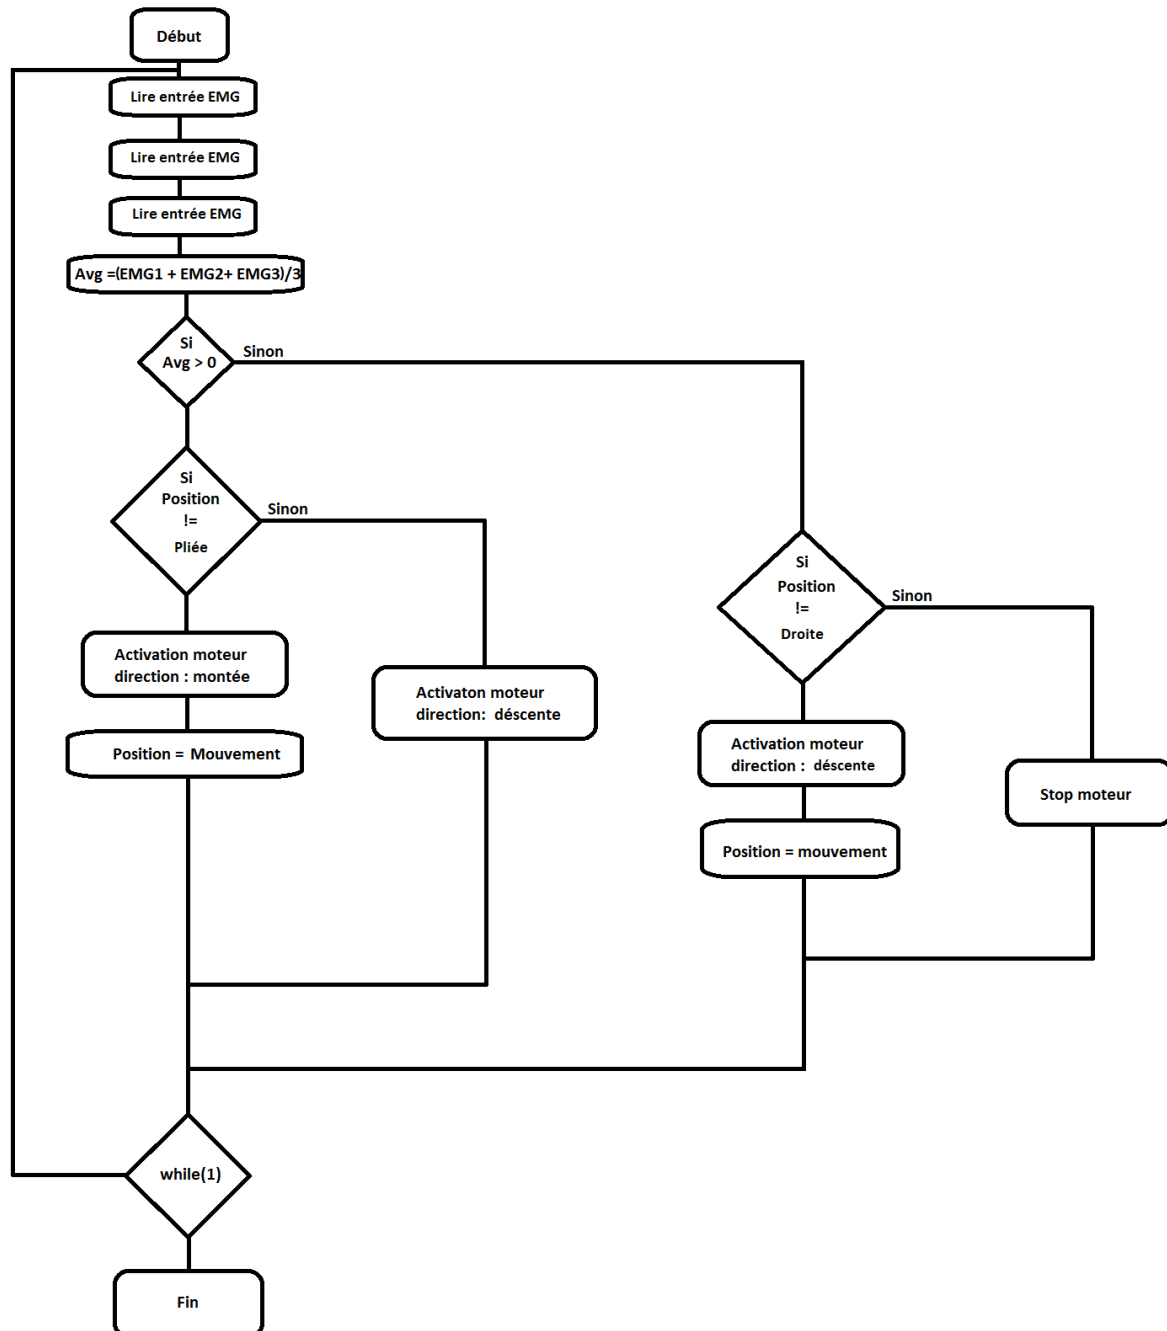 Début
Lire entrée EMG
Lire entrée EMG
Lire entrée EMG
Avg =(EMG1 + EMG2+ EMG3)/3
Si
Avg > 0
Sinon
Si
Position
!=
Pliée
Sinon
Activation moteur
direction : montée
Position = Mouvement
Activaton moteur
direction: déscente
Si
Position
!=
Droite
Sinon
Activation moteur
direction : déscente
Position = mouvement
Stop moteur
while(1)
Fin